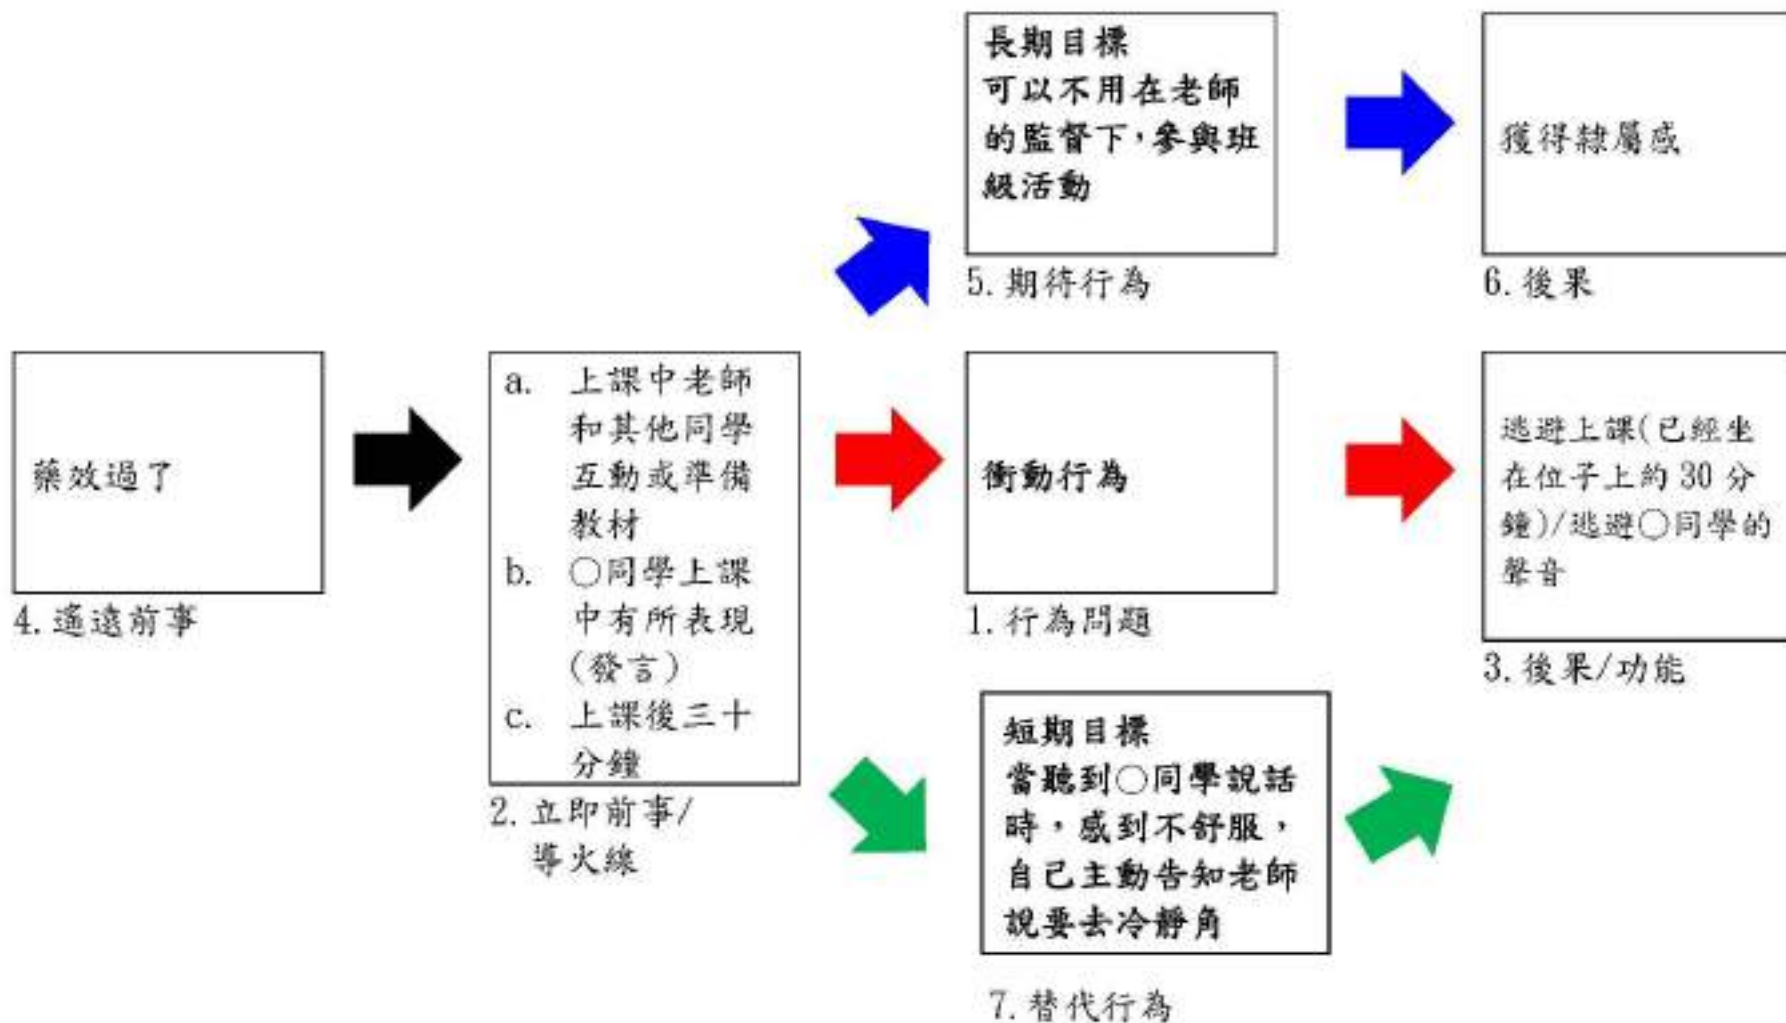 長期目標
可以不用在老師
的監督下，參與班
級活動
5.期待行為
獲得隸屬感
6.後果
藥效過了
4.遙遠前事
a. 上課中老師
和其他同學
互動或準備
教材
b. ○同學上課
中有所表現
(發言)
c. 上課後三十
分鐘
2.立即前事/
導火線
衝動行為
1.行為問題
逃避上課(已經坐
在位子上約 30 分
鐘)/逃避○同學的
聲音
3.後果/功能
短期目標
當聽到○同學說話
時，感到不舒服，
自己主動告知老師
說要去冷靜角
7.替代行為